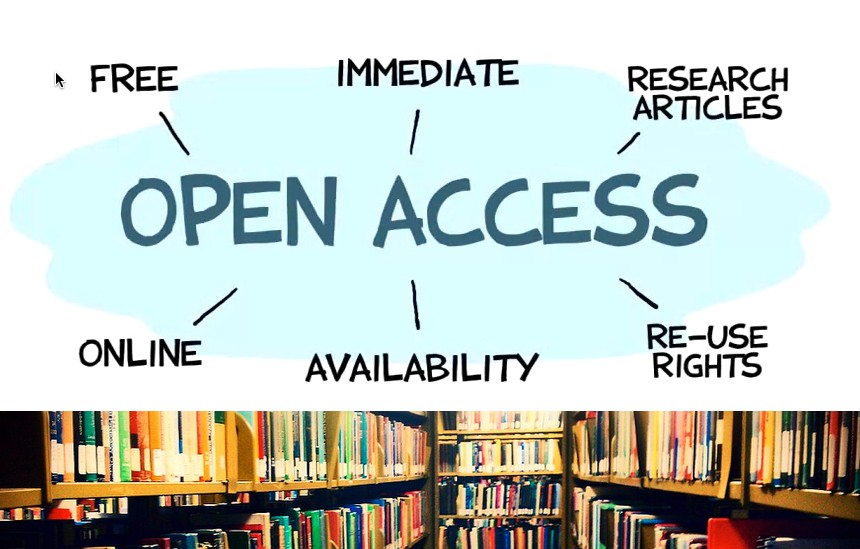 FREE
IMMEDIATE
RESEARCH
ARTICLES
OPEN ACCESS
ONLINE
AVAILABILITY
RE-USE
RIGHTS